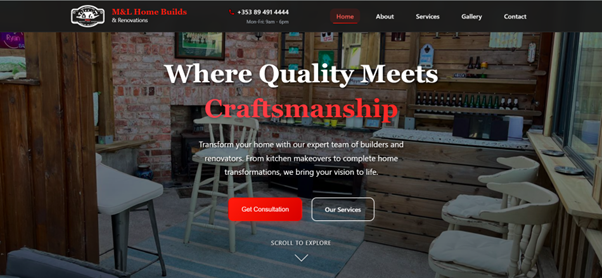 M&L Home Builds
& Renovations
+353 89 491 4444
Mon-Fri: 9am - 6pm
Home
About
Services
Gallery
Contact
Where Quality Meets
Craftsmanship
Transform your home with our expert team of builders and
renovators. From kitchen makeovers to complete home
transformations, we bring your vision to life.
Get Consultation
Our Services
SCROLL TO EXPLORE